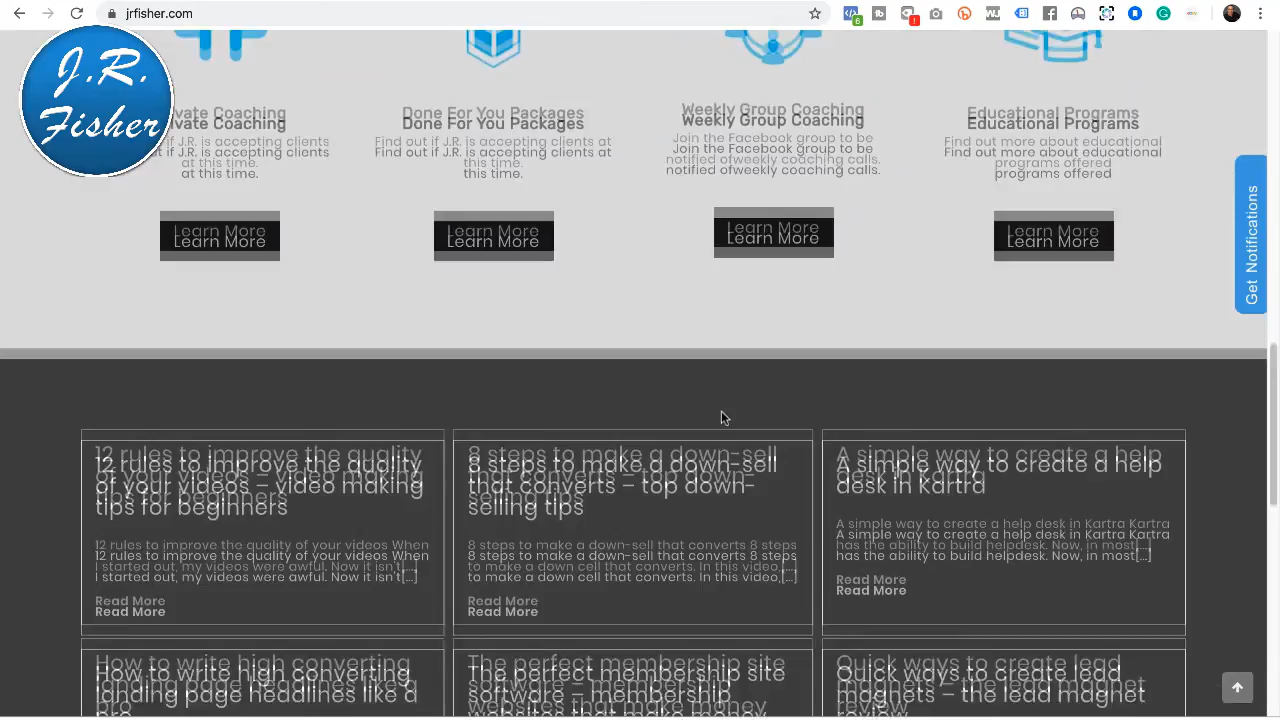 jrfisher.com
6
J.R.
Fisher
vate Coaching
Done For You Packages
Weekly Group Coaching
Educational Programs
ut if J.R. is accepting clients
at this time.
Find out if J.R. is accepting clients at
this time.
Join the Facebook group to be
notified ofweekly coaching calls.
Find out more about educational
programs offered
Learn More
Learn More
Learn More
Learn More
Get Notifications
12 rules to improve the quality
of your videos – video making
tips for beginners
12 rules to improve the quality of your videos When
I started out, my videos were awful. Now it isn't[...]
Read More
8 steps to make a down-sell
that converts – top down-
selling tips
8 steps to make a down-sell that converts 8 steps
to make a down cell that converts. In this video,[...]
Read More
A simple way to create a help
desk in Kartra
A simple way to create a help desk in Kartra Kartra
has the ability to build helpdesk. Now, in most[...]
Read More
How to write high converting
landing page headlines like a
pro
The perfect membership site
software – membership
websites that make money
Quick ways to create lead
magnets – the lead magnet
review